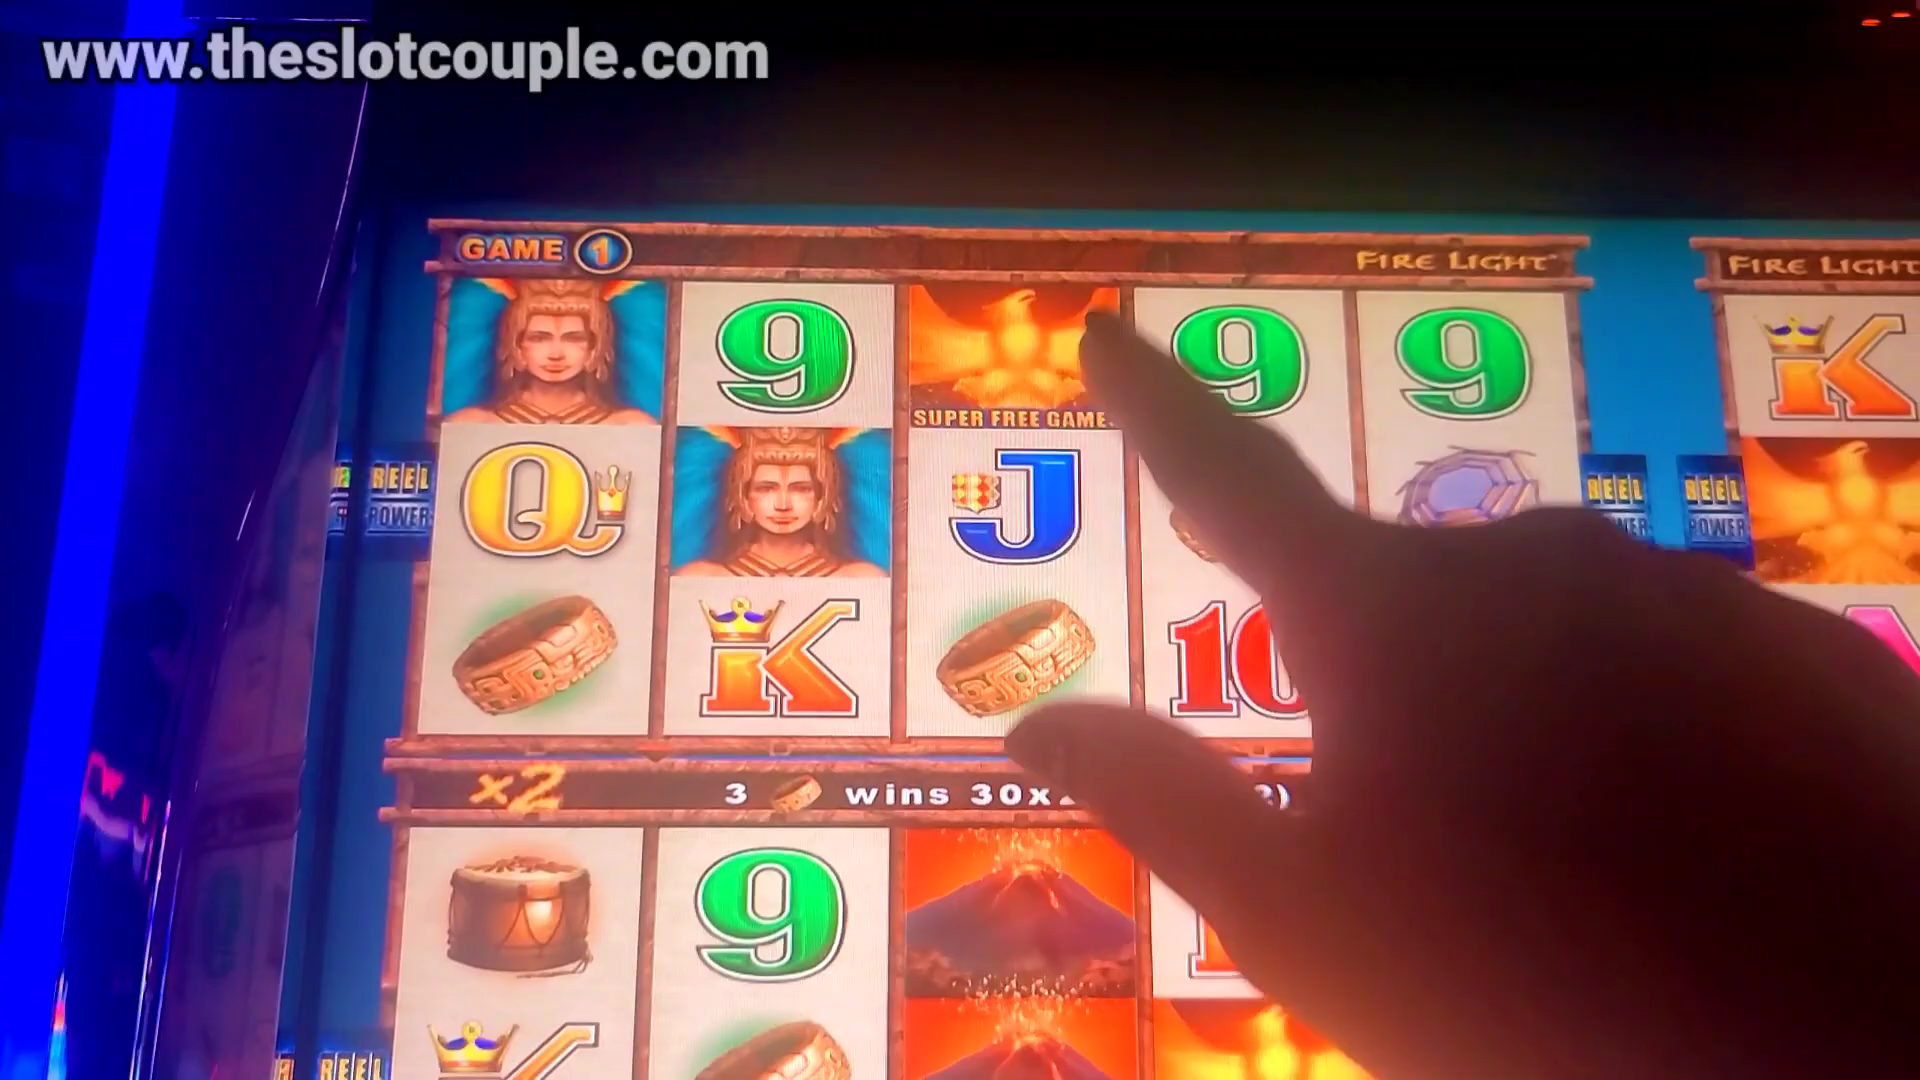 www.theslotcouple.com
GAME 1
FIRE LIGHT
FIRE LIGHT
9
9
9
K
SUPER FREE GAME
Q
J
REEL
POWER
REEL
REEL
POWER
K
10
x2
3
wins 30x
9
REEL